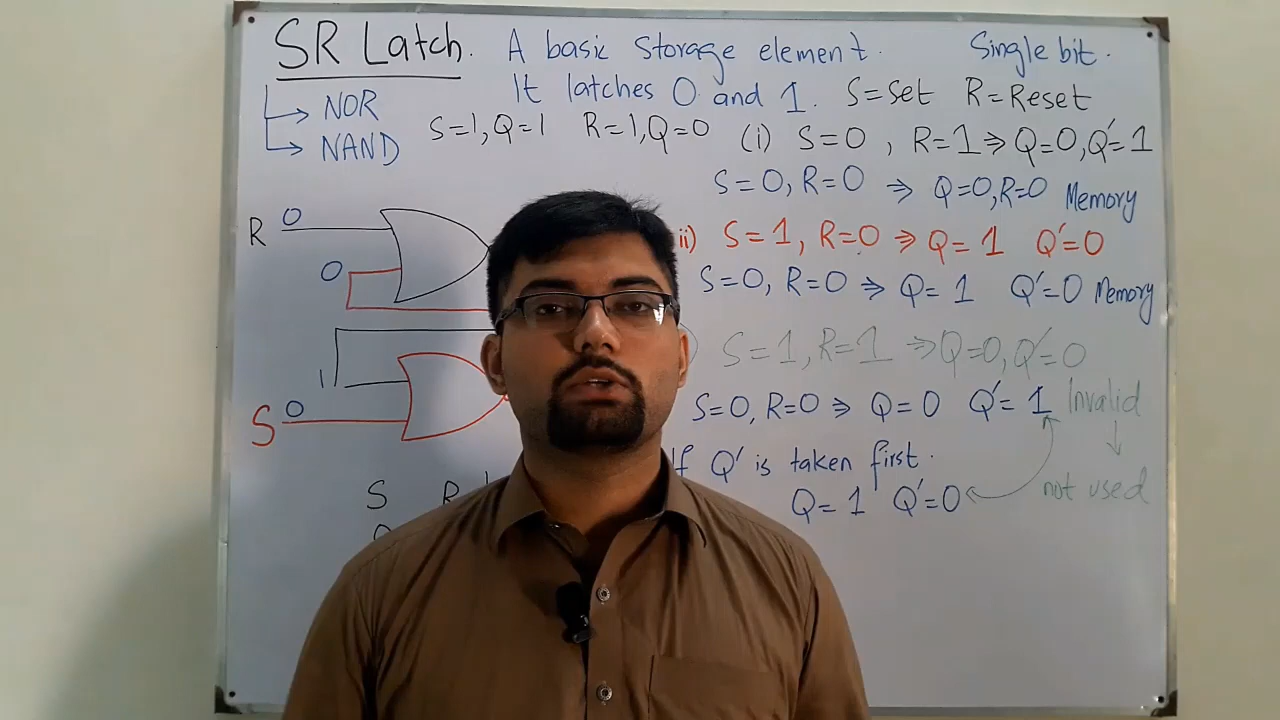 SR Latch. A basic storage element. Single bit.
It latches 0 and 1. S=set R=Reset
NOR
NAND
S=1,Q=1 R=1,Q=0 (i) S=0, R=1⇒Q=0,Q'=1
S=0, R=0 ⇒ Q=0,R=0 Memory
R 0
ii) S=1, R=0 ⇒ Q=1 Q'=0
0
S=0, R=0 ⇒ Q=1 Q'=0 Memory
S=1, R=1 ⇒Q=0,Q'=0
1
S 0
S=0, R=0 ⇒ Q=0 Q'=1 Invalid
If Q' is taken first.
not used
Q=1 Q'=0
S R